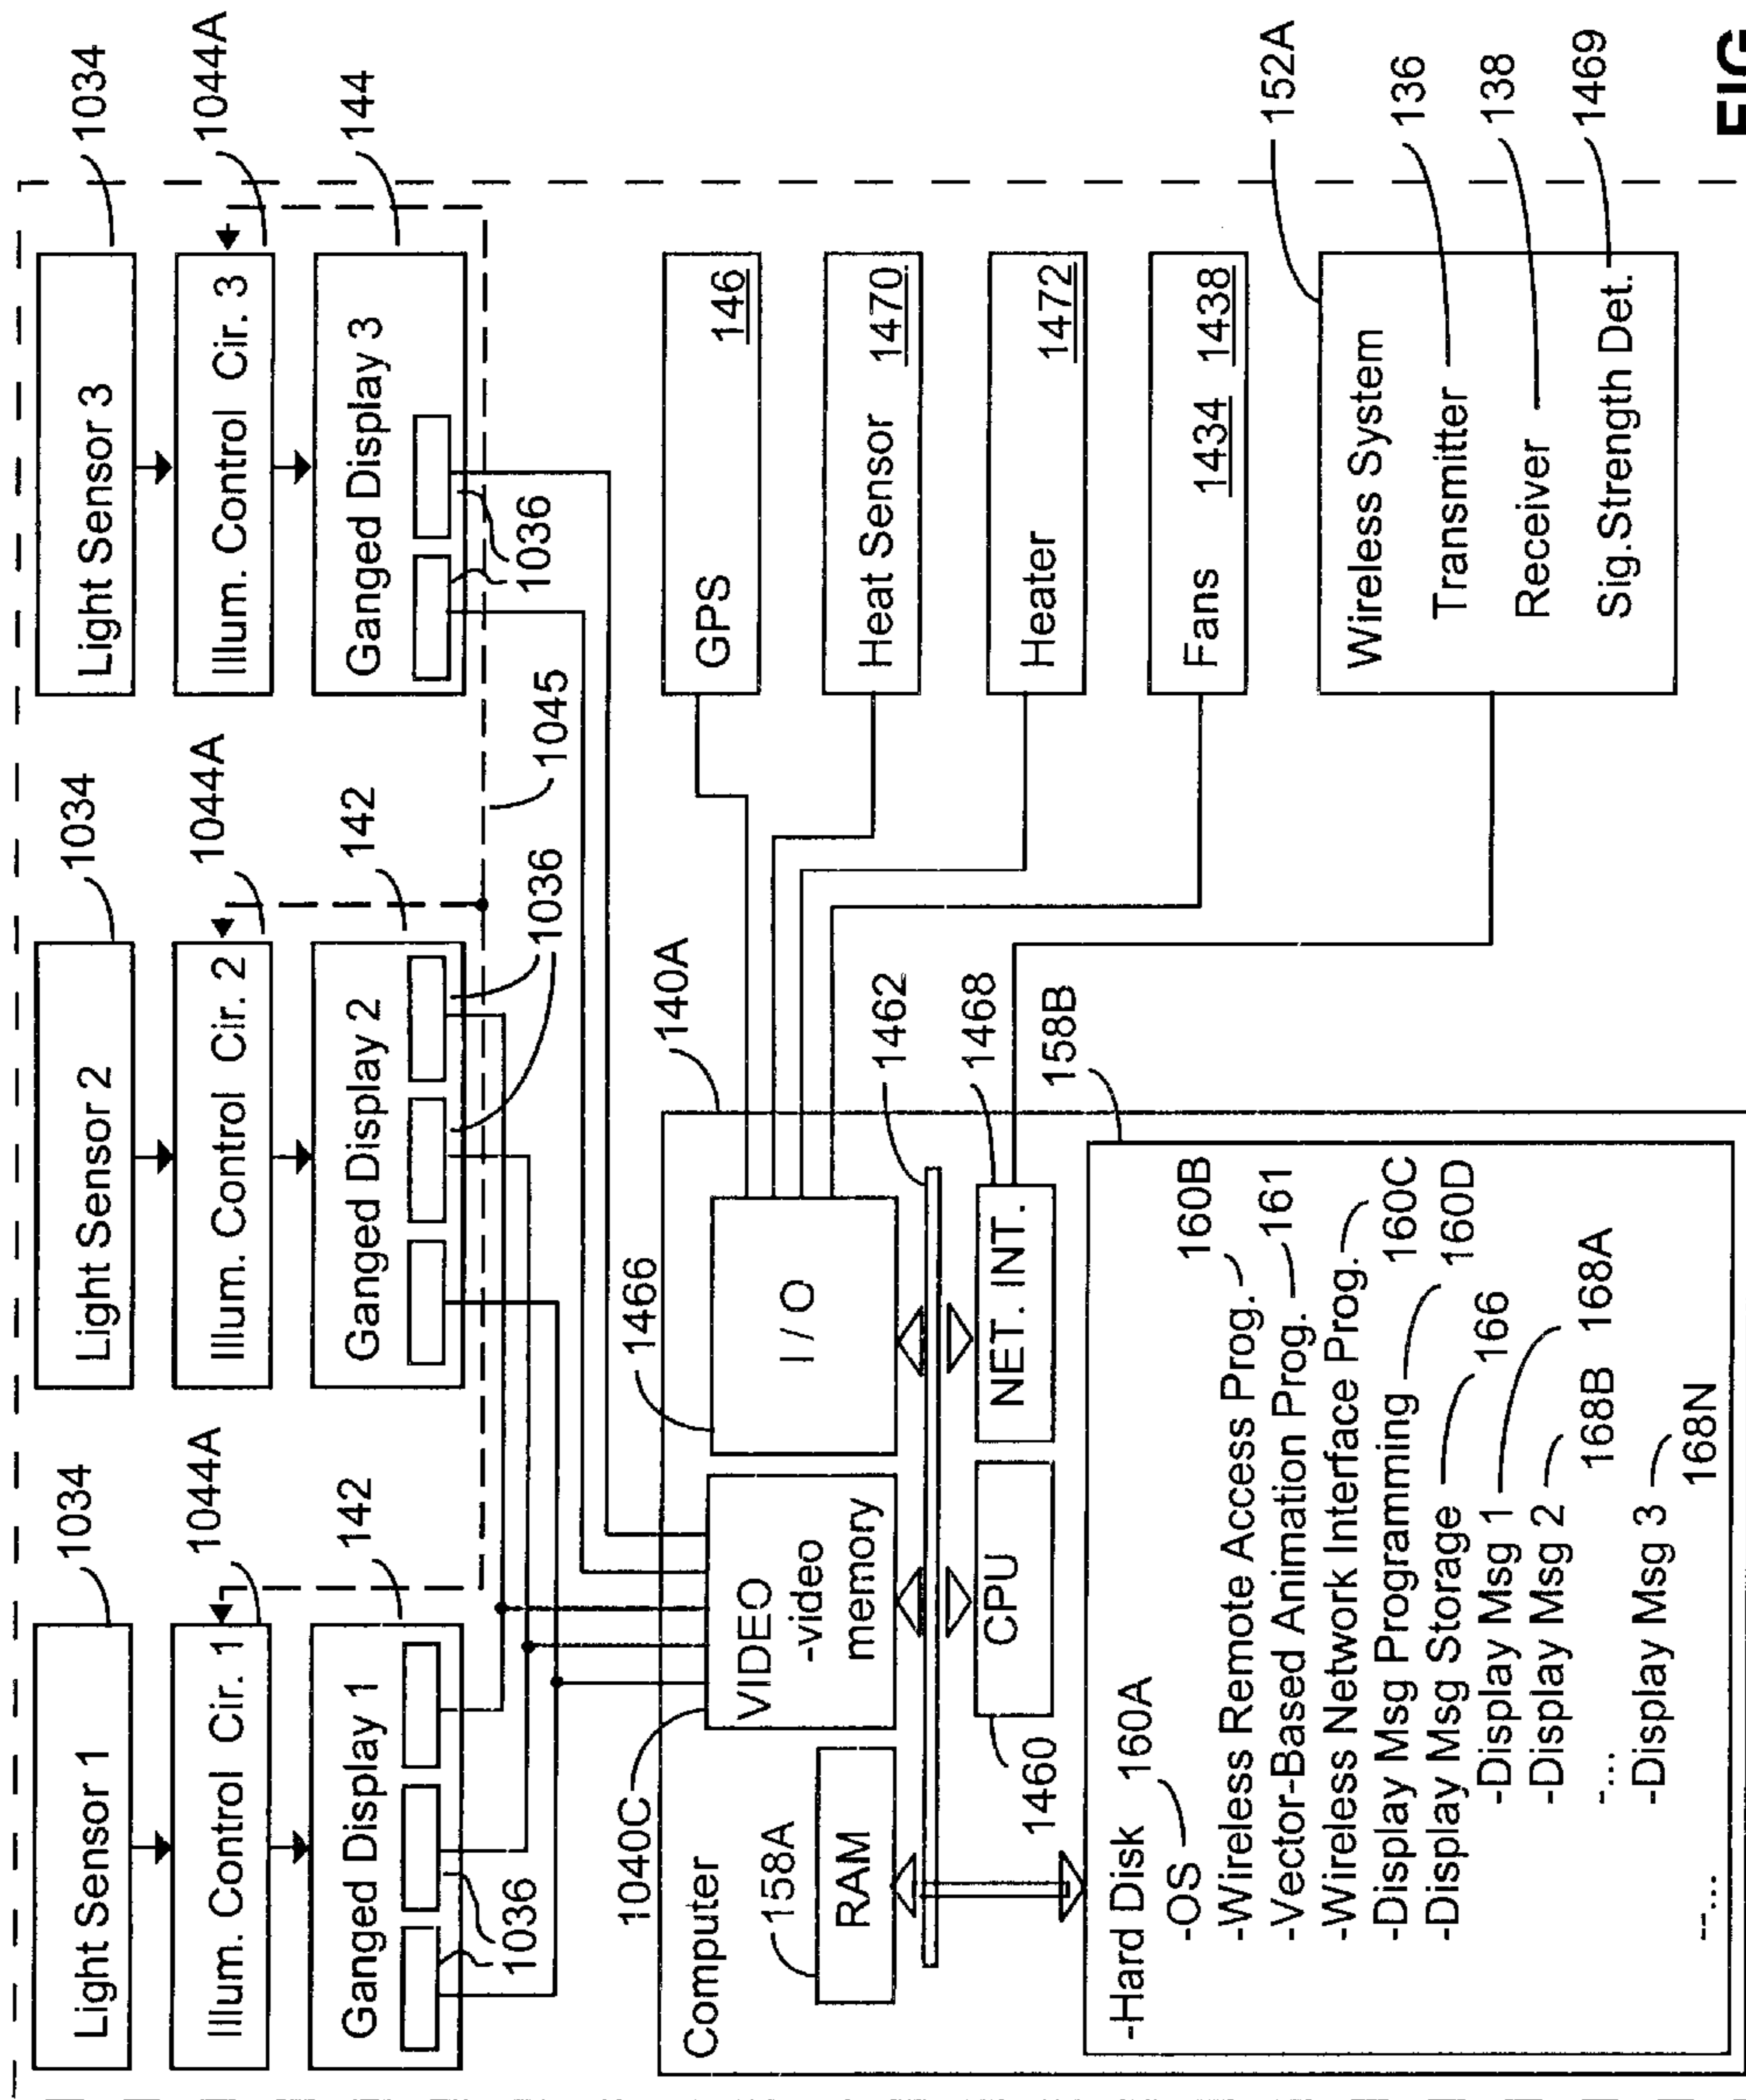 Light Sensor 1
1034
Light Sensor 2
1034
Light Sensor 3
1034
Illum. Control Cir. 1
1044A
Illum. Control Cir. 2
1044A
Illum. Control Cir. 3
1044A
Ganged Display 1
142
Ganged Display 2
142
Ganged Display 3
144
1036
1036
1036
1045
GPS 146
Heat Sensor 1470
Heater 1472
Fans 1434 1438
Wireless System
Transmitter
Receiver
Sig.Strength Det.
152A
136
138
1469
Computer
140A
1040C
VIDEO
-video
memory
1466
I / O
158A
RAM
1462
1460
CPU
NET. INT.
1468
158B
-Hard Disk 160A
-OS
-Wireless Remote Access Prog. 160B
-Vector-Based Animation Prog. 161
-Wireless Network Interface Prog. 160C
-Display Msg Programming 160D
-Display Msg Storage 166
-Display Msg 1 168A
-Display Msg 2 168B
-...
-Display Msg 3 168N
--...
FIG